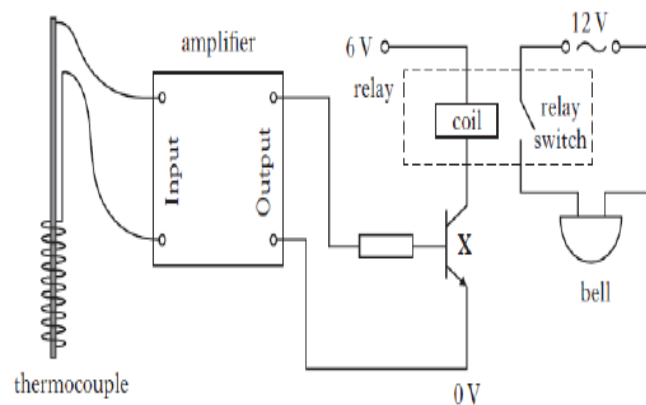 amplifier
6 V
12 V
relay
coil
relay
switch
Input
Output
X
bell
thermocouple
0 V